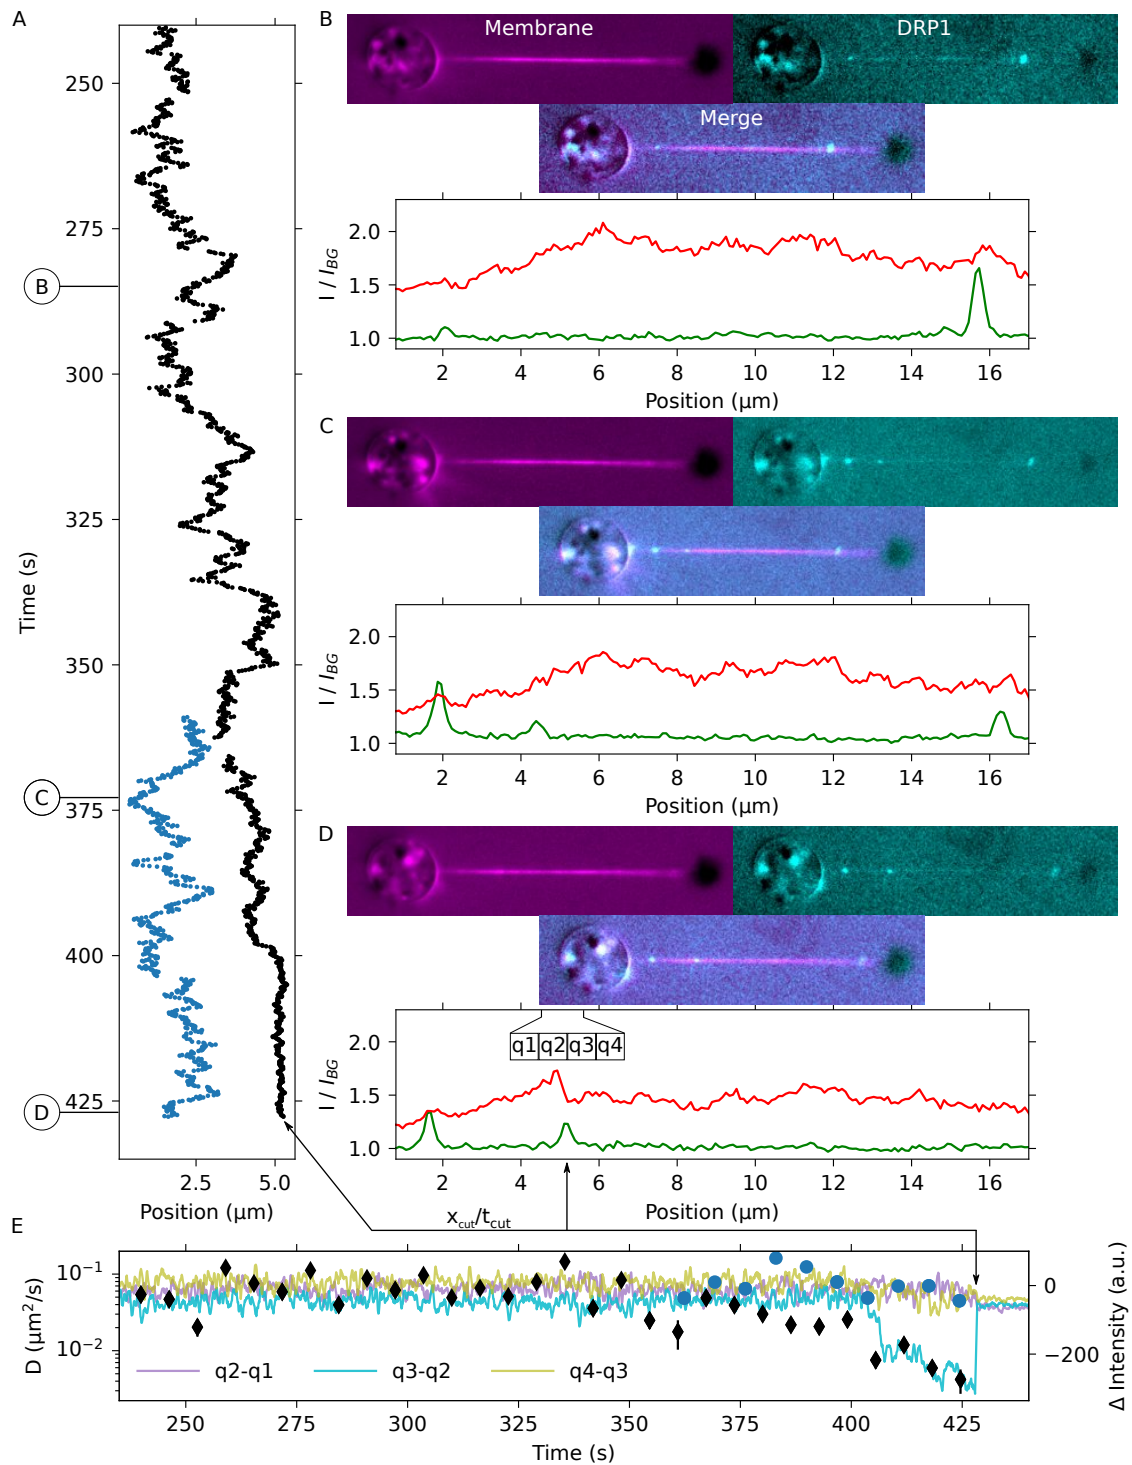 A
B
Membrane
DRP1
Merge
250
275
B
300
325
350
C
375
400
D
425
Time (s)
2.5
5.0
Position (μm)
2.0
1.5
1.0
I / I_BG
2
4
6
8
10
12
14
16
Position (μm)
C
2.0
1.5
1.0
I / I_BG
2
4
6
8
10
12
14
16
Position (μm)
D
q1
q2
q3
q4
2.0
1.5
1.0
I / I_BG
2
4
6
8
10
12
14
16
Position (μm)
x_cut/t_cut
E
10⁻¹
10⁻²
D (μm²/s)
q2-q1
q3-q2
q4-q3
0
−200
Δ Intensity (a.u.)
250
275
300
325
350
375
400
425
Time (s)